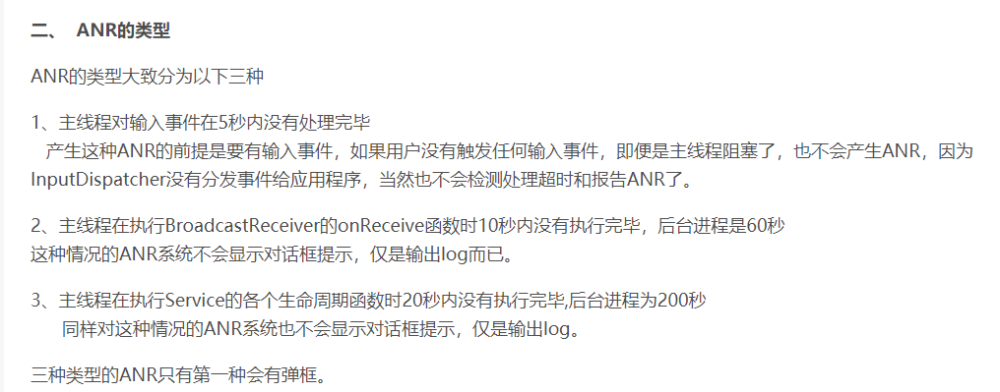 二、 ANR的类型
ANR的类型大致分为以下三种
1、主线程对输入事件在5秒内没有处理完毕
产生这种ANR的前提是要有输入事件，如果用户没有触发任何输入事件，即便是主线程阻塞了，也不会产生ANR，因为
InputDispatcher没有分发事件给应用程序，当然也不会检测处理超时和报告ANR了。
2、主线程在执行BroadcastReceiver的onReceive函数时10秒内没有执行完毕，后台进程是60秒
这种情况的ANR系统不会显示对话框提示，仅是输出log而已。
3、主线程在执行Service的各个生命周期函数时20秒内没有执行完毕,后台进程为200秒
同样对这种情况的ANR系统也不会显示对话框提示，仅是输出log。
三种类型的ANR只有第一种会有弹框。